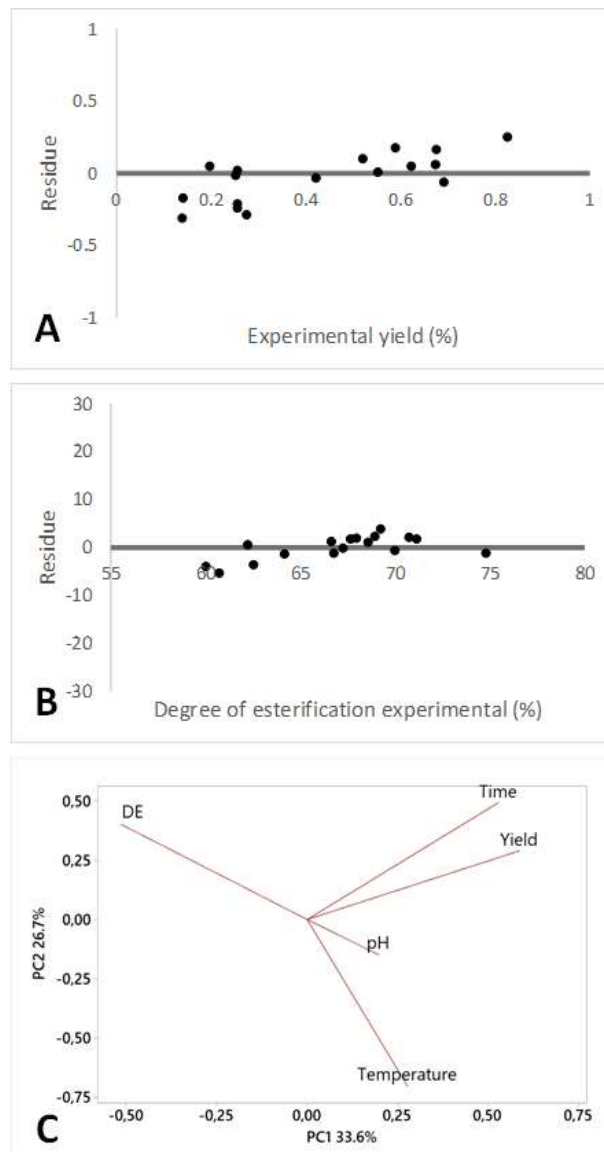 1
0.5
0
-0.5
-1
Residue
0 0.2 0.4 0.6 0.8 1
A
Experimental yield (%)
30
20
10
0
-10
-20
-30
Residue
55 60 65 70 75 80
B
Degree of esterification experimental (%)
0,50
0,25
0,00
-0,25
-0,50
-0,75
PC2 26.7%
DE
Time
Yield
pH
Temperature
-0,50 -0,25 0,00 0,25 0,50 0,75
C
PC1 33.6%